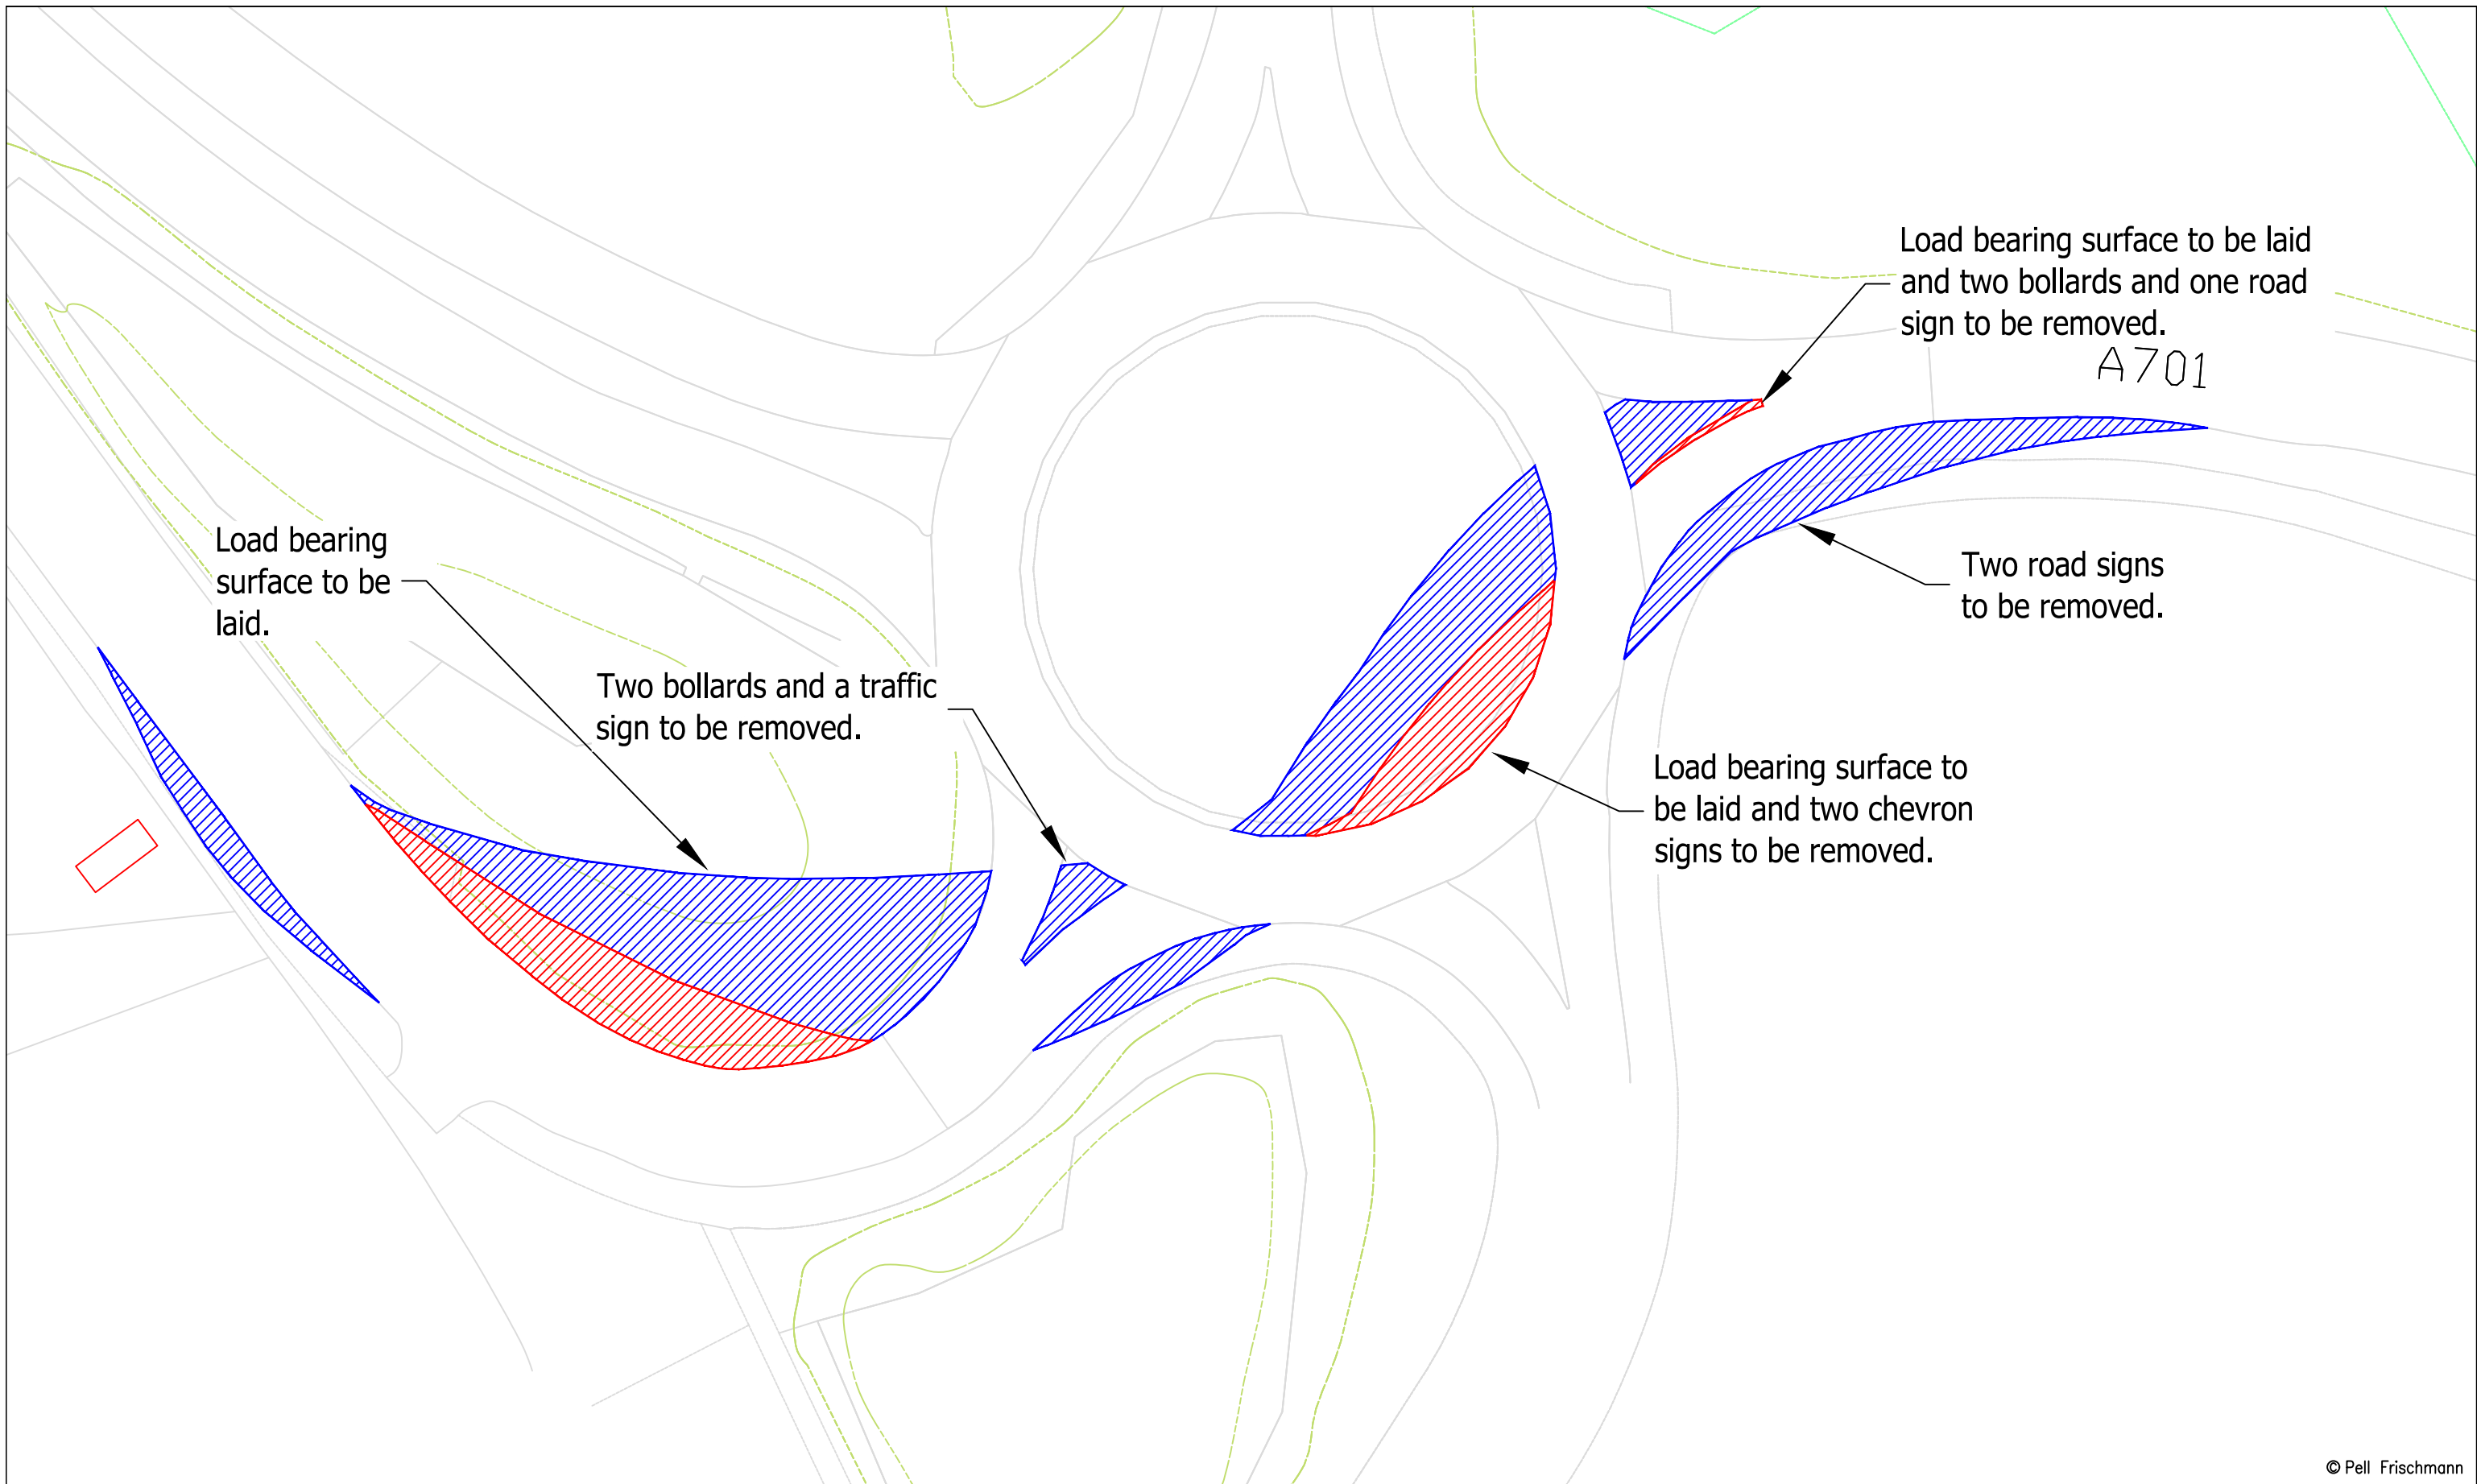 Load bearing surface to be laid
and two bollards and one road
sign to be removed.
A701
Load bearing
surface to be
laid.
Two road signs
to be removed.
Two bollards and a traffic
sign to be removed.
Load bearing surface to
be laid and two chevron
signs to be removed.
© Pell Frischmann